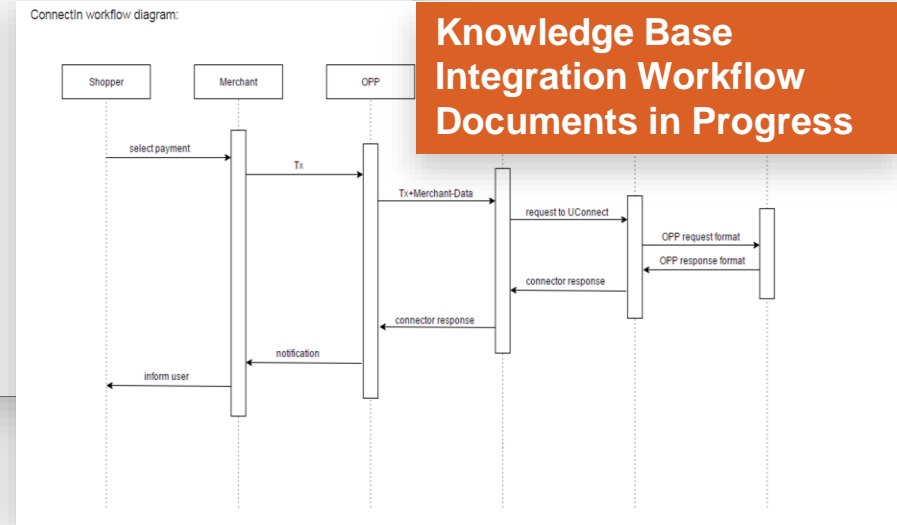 ConnectIn workflow diagram:
Knowledge Base
Integration Workflow
Documents in Progress
Shopper
Merchant
OPP
select payment
Tx
Tx+Merchant-Data
request to UConnect
OPP request format
OPP response format
connector response
connector response
notification
inform user